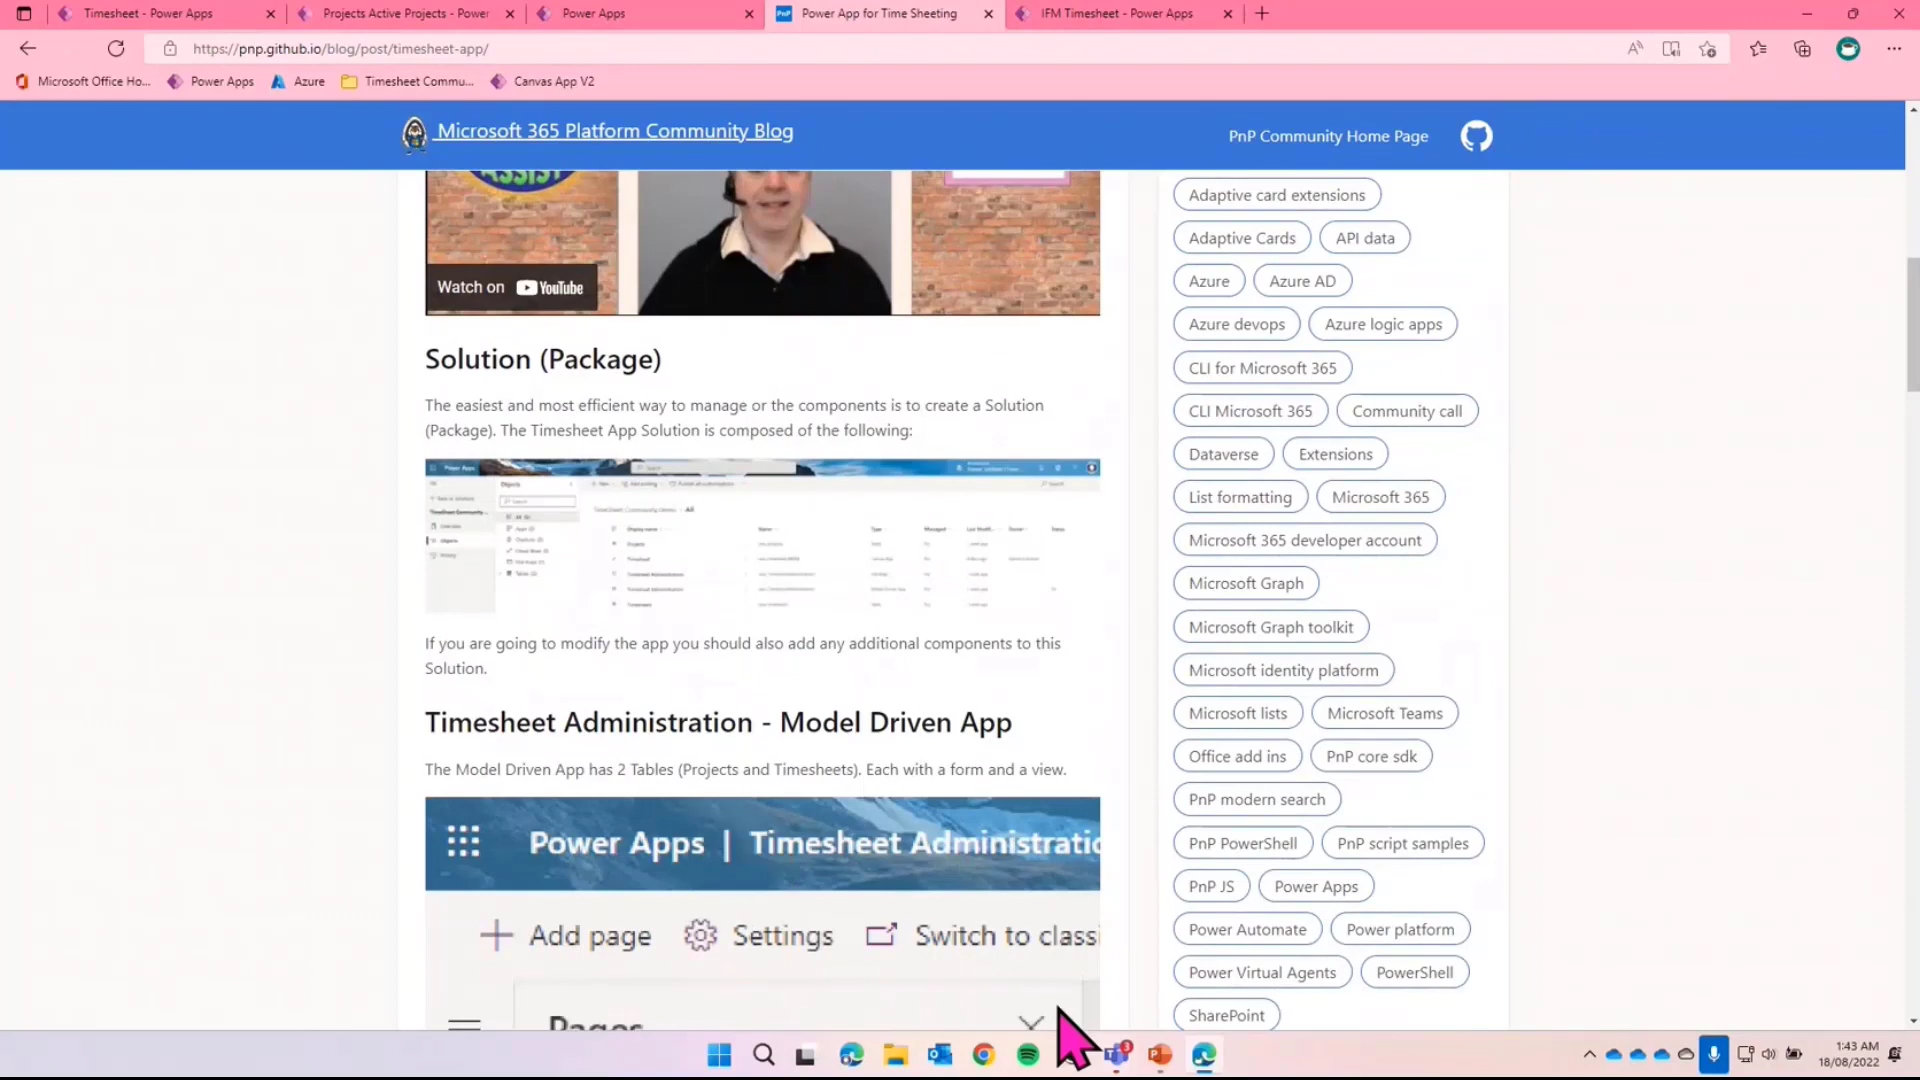 Timesheet - Power Apps
Projects Active Projects - Power
Power Apps
PnP
Power App for Time Sheeting
IFM Timesheet - Power Apps
https://pnp.github.io/blog/post/timesheet-app/
Microsoft Office Ho...
Power Apps
Azure
Timesheet Commu...
Canvas App V2
Microsoft 365 Platform Community Blog
PnP Community Home Page
ASSIST
Watch on YouTube
Solution (Package)
The easiest and most efficient way to manage or the components is to create a Solution
(Package). The Timesheet App Solution is composed of the following:
Power Apps
Search
Objects
If you are going to modify the app you should also add any additional components to this
Solution.
Timesheet Administration - Model Driven App
The Model Driven App has 2 Tables (Projects and Timesheets). Each with a form and a view.
Power Apps | Timesheet Administratio
Add page
Settings
Switch to classi
Pages
Adaptive card extensions
Adaptive Cards
API data
Azure
Azure AD
Azure devops
Azure logic apps
CLI for Microsoft 365
CLI Microsoft 365
Community call
Dataverse
Extensions
List formatting
Microsoft 365
Microsoft 365 developer account
Microsoft Graph
Microsoft Graph toolkit
Microsoft identity platform
Microsoft lists
Microsoft Teams
Office add ins
PnP core sdk
PnP modern search
PnP PowerShell
PnP script samples
PnP JS
Power Apps
Power Automate
Power platform
Power Virtual Agents
PowerShell
SharePoint
3
1:43 AM
18/08/2022